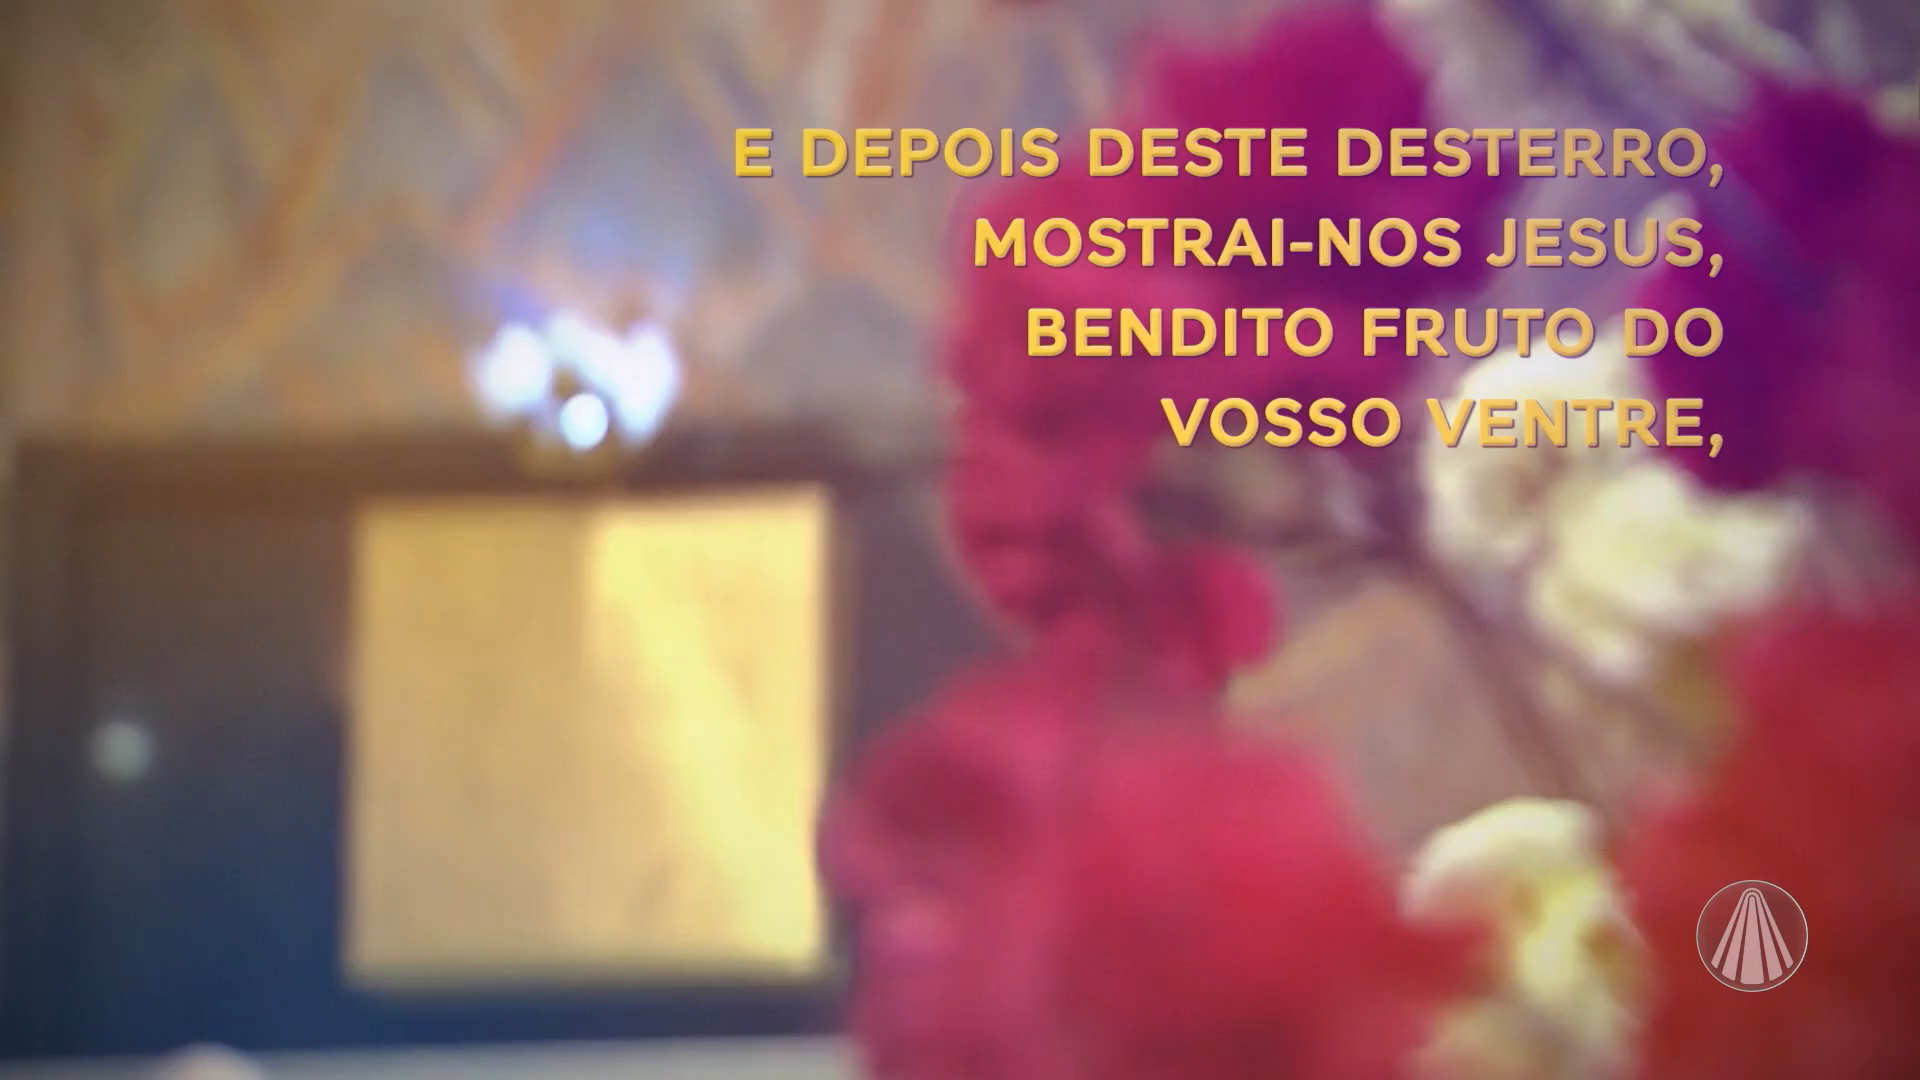 E DEPOIS DESTE DESTERRO,
MOSTRAI-NOS JESUS,
BENDITO FRUTO DO
VOSSO VENTRE,